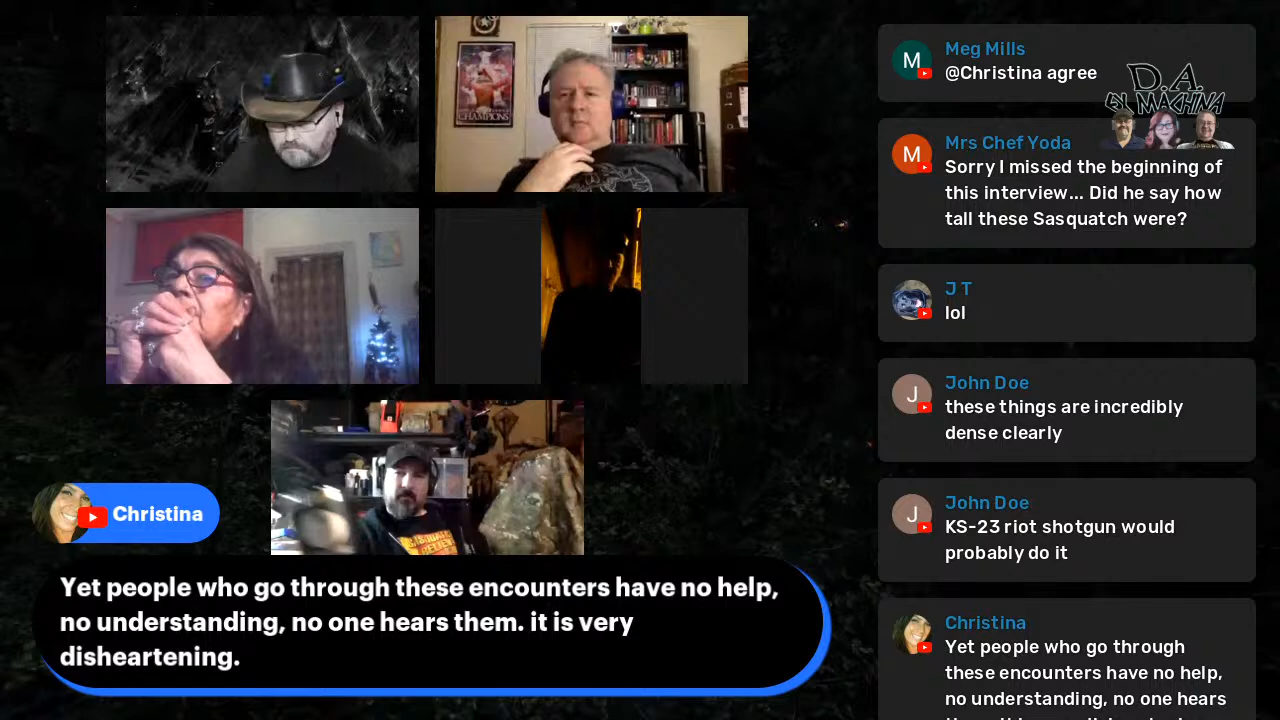 CHAMPIONS
Christina
Yet people who go through these encounters have no help,
no understanding, no one hears them. it is very
disheartening.
M
Meg Mills
@Christina agree
D.A.
EX MACHINA
M
Mrs Chef Yoda
Sorry I missed the beginning of
this interview... Did he say how
tall these Sasquatch were?
J T
lol
J
John Doe
these things are incredibly
dense clearly
J
John Doe
KS-23 riot shotgun would
probably do it
Christina
Yet people who go through
these encounters have no help,
no understanding, no one hears